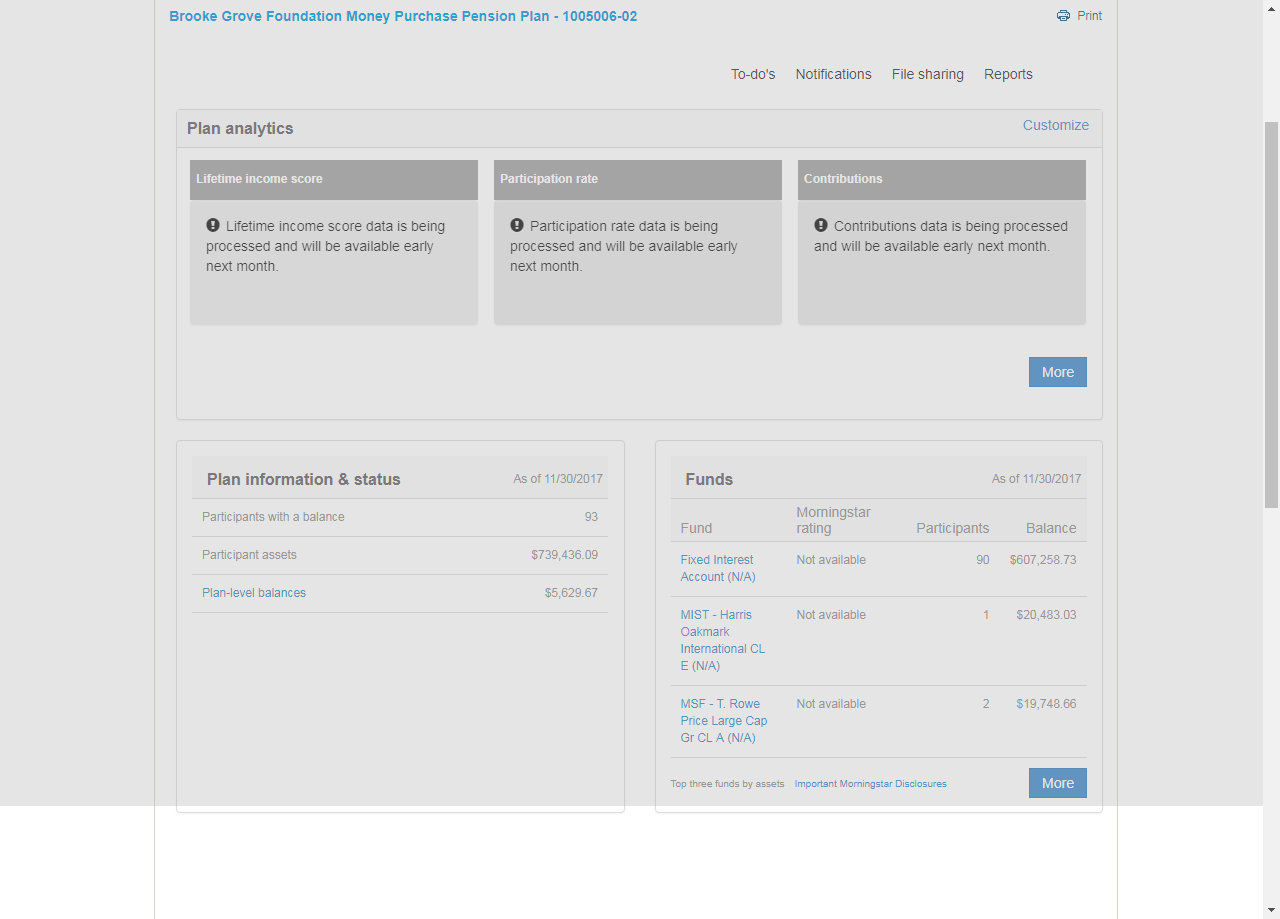 Brooke Grove Foundation Money Purchase Pension Plan - 1005006-02
Print
To-do's Notifications File sharing Reports
Plan analytics
Customize
Lifetime income score
Lifetime income score data is being
processed and will be available early
next month.
Participation rate
Participation rate data is being
processed and will be available early
next month.
Contributions
Contributions data is being processed
and will be available early next month.
More
Plan information & status
As of 11/30/2017
Participants with a balance 93
Participant assets $739,436.09
Plan-level balances $5,629.67
Funds
As of 11/30/2017
Fund Morningstar
rating Participants Balance
Fixed Interest
Account (N/A) Not available 90 $607,258.73
MIST - Harris
Oakmark
International CL
E (N/A) Not available 1 $20,483.03
MSF - T. Rowe
Price Large Cap
Gr CL A (N/A) Not available 2 $19,748.66
Top three funds by assets Important Morningstar Disclosures
More